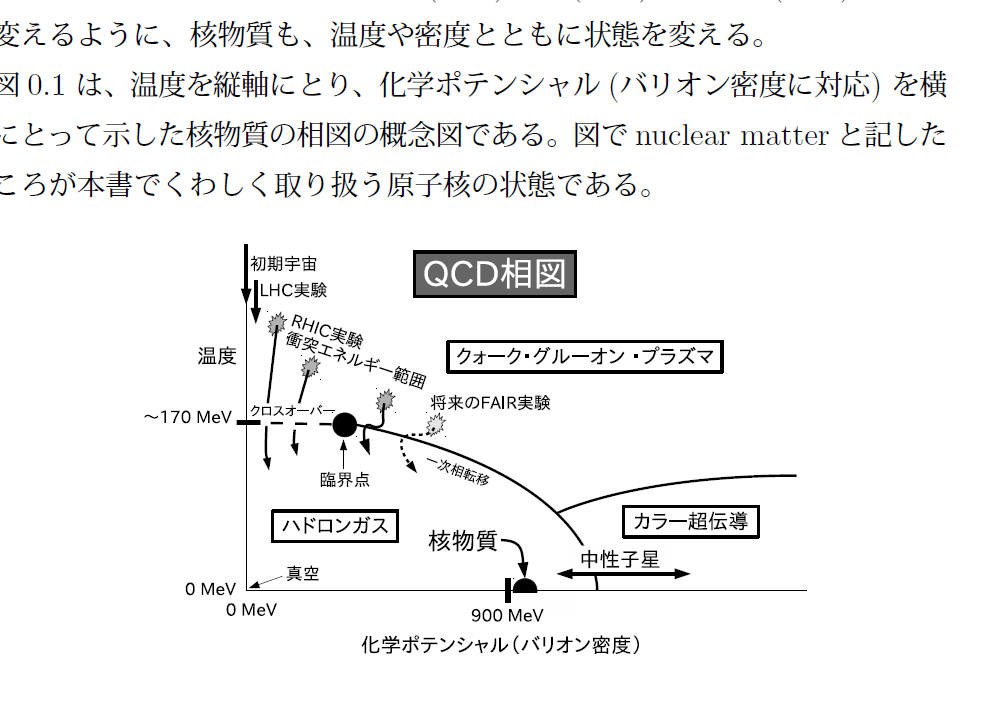 変えるように、核物質も、温度や密度とともに状態を変える。
図 0.1 は、温度を縦軸にとり、化学ポテンシャル (バリオン密度に対応) を横
にとって示した核物質の相図の概念図である。図で nuclear matter と記した
ころが本書でくわしく取り扱う原子核の状態である。
QCD相図
初期宇宙
LHC実験
RHIC実験
衝突エネルギー範囲
温度
クォーク・グルーオン・プラズマ
将来のFAIR実験
クロスオーバー
〜170 MeV
一次相転移
臨界点
ハドロンガス
カラー超伝導
核物質
中性子星
真空
0 MeV
0 MeV
900 MeV
化学ポテンシャル（バリオン密度）